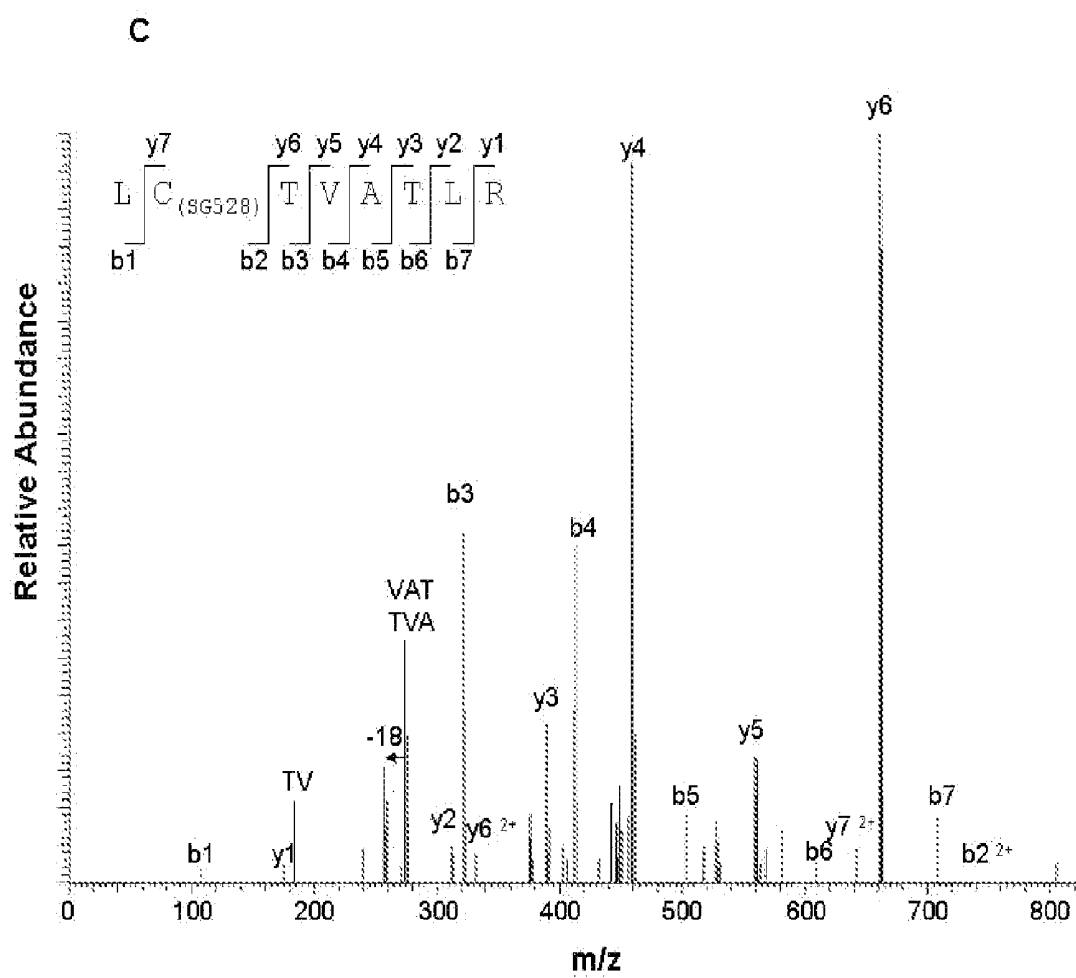 C
y7 y6 y5 y4 y3 y2 y1
L C(SG528) T V A T L R
b1 b2 b3 b4 b5 b6 b7
y6
y4
b3
b4
VAT
TVA
y3
-18
y5
TV
b5
b7
y2
y6 2+
y7 2+
b1
y1
b6
b2 2+
Relative Abundance
0 100 200 300 400 500 600 700 800
m/z